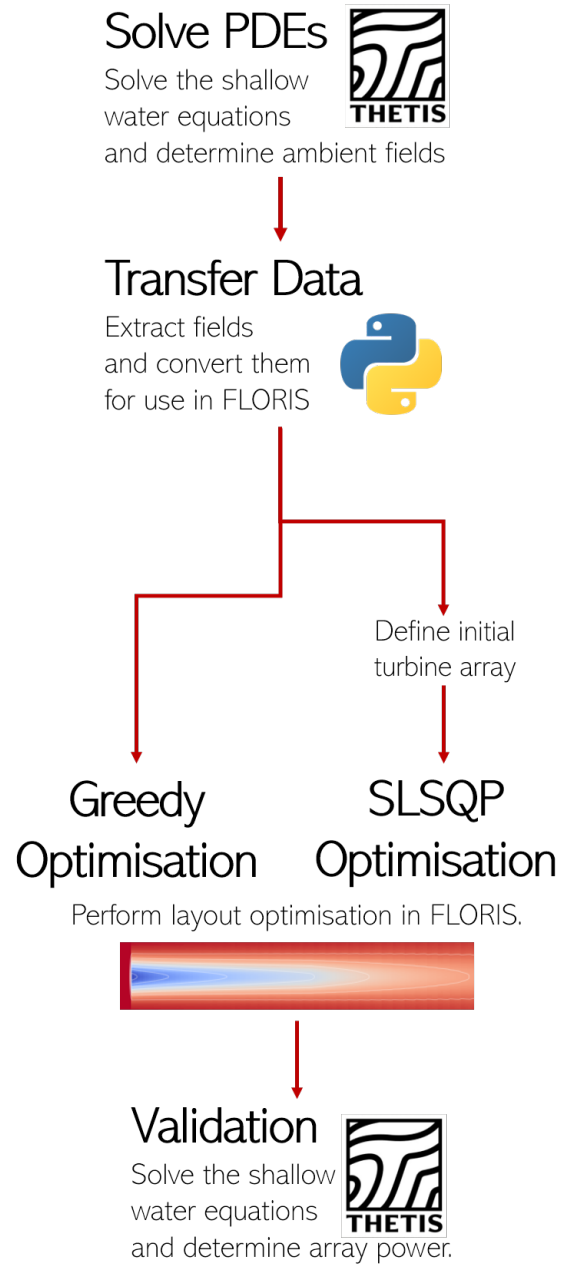 Solve PDEs
Solve the shallow
water equations
and determine ambient fields
THETIS
Transfer Data
Extract fields
and convert them
for use in FLORIS
Define initial
turbine array
Greedy
Optimisation
SLSQP
Optimisation
Perform layout optimisation in FLORIS.
Validation
Solve the shallow
water equations
and determine array power.
THETIS